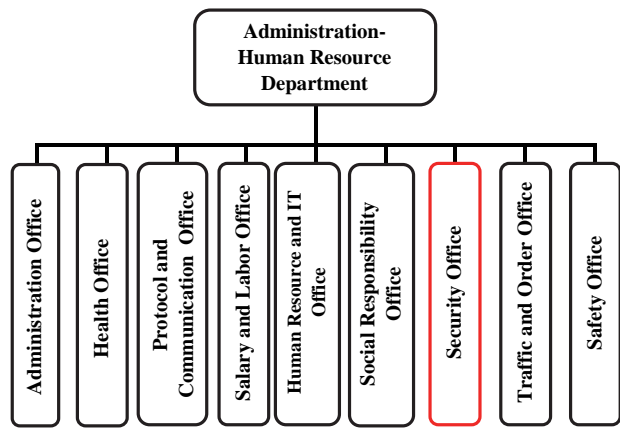 Administration-
Human Resource
Department
Administration Office
Health Office
Protocol and
Communication Office
Salary and Labor Office
Human Resource and IT
Office
Social Responsibility
Office
Security Office
Traffic and Order Office
Safety Office